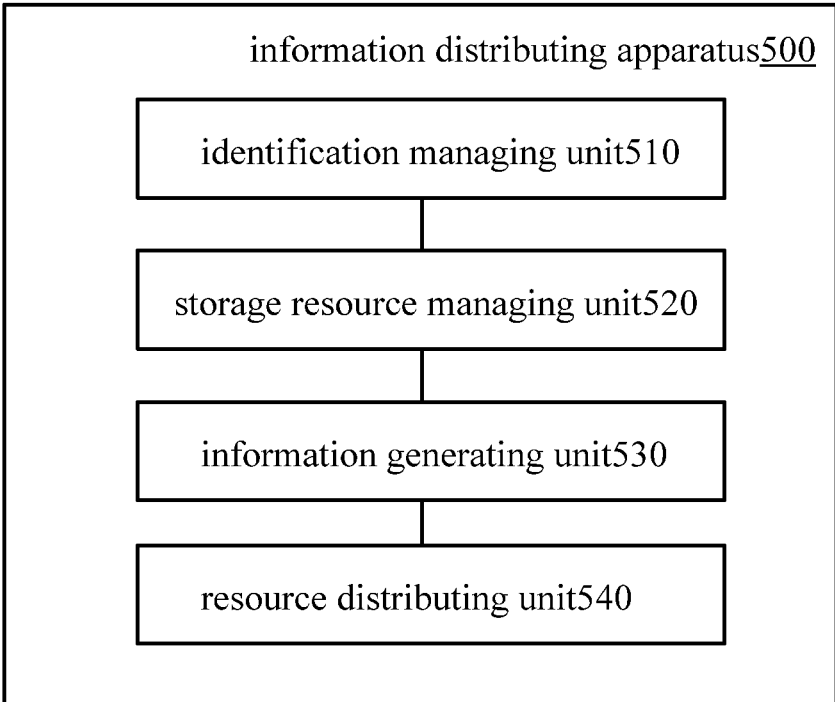 information distributing apparatus500
identification managing unit510
storage resource managing unit520
information generating unit530
resource distributing unit540